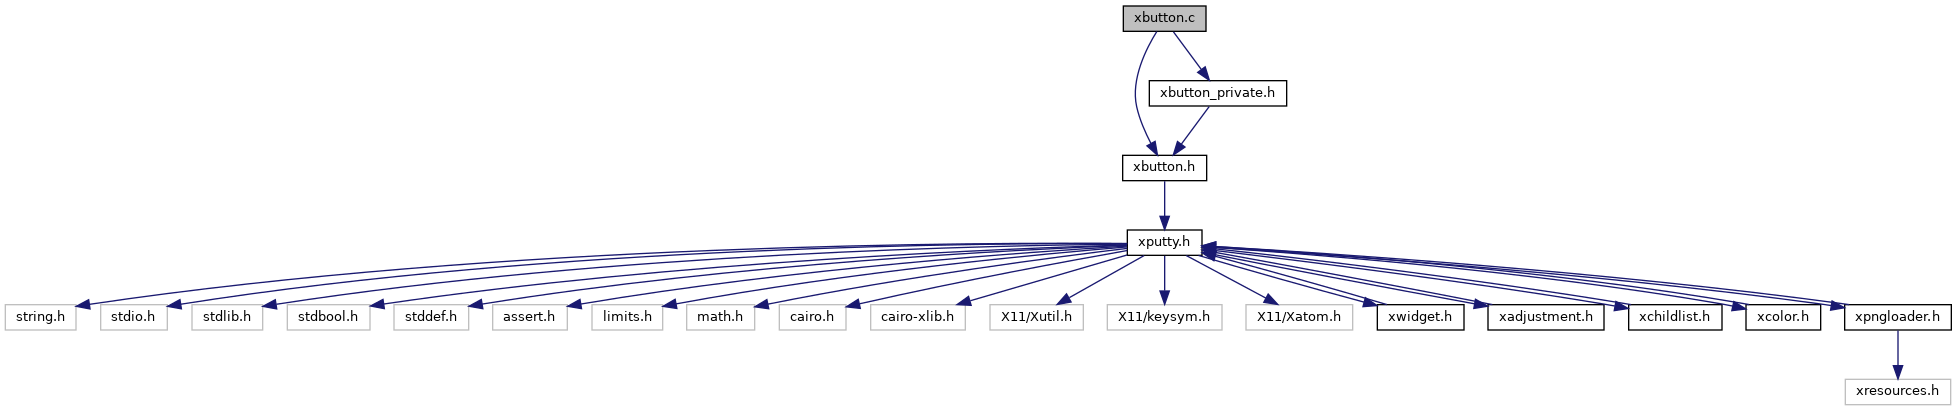 xbutton.c
xbutton_private.h
xbutton.h
xputty.h
string.h
stdio.h
stdlib.h
stdbool.h
stddef.h
assert.h
limits.h
math.h
cairo.h
cairo-xlib.h
X11/Xutil.h
X11/keysym.h
X11/Xatom.h
xwidget.h
xadjustment.h
xchildlist.h
xcolor.h
xpngloader.h
xresources.h